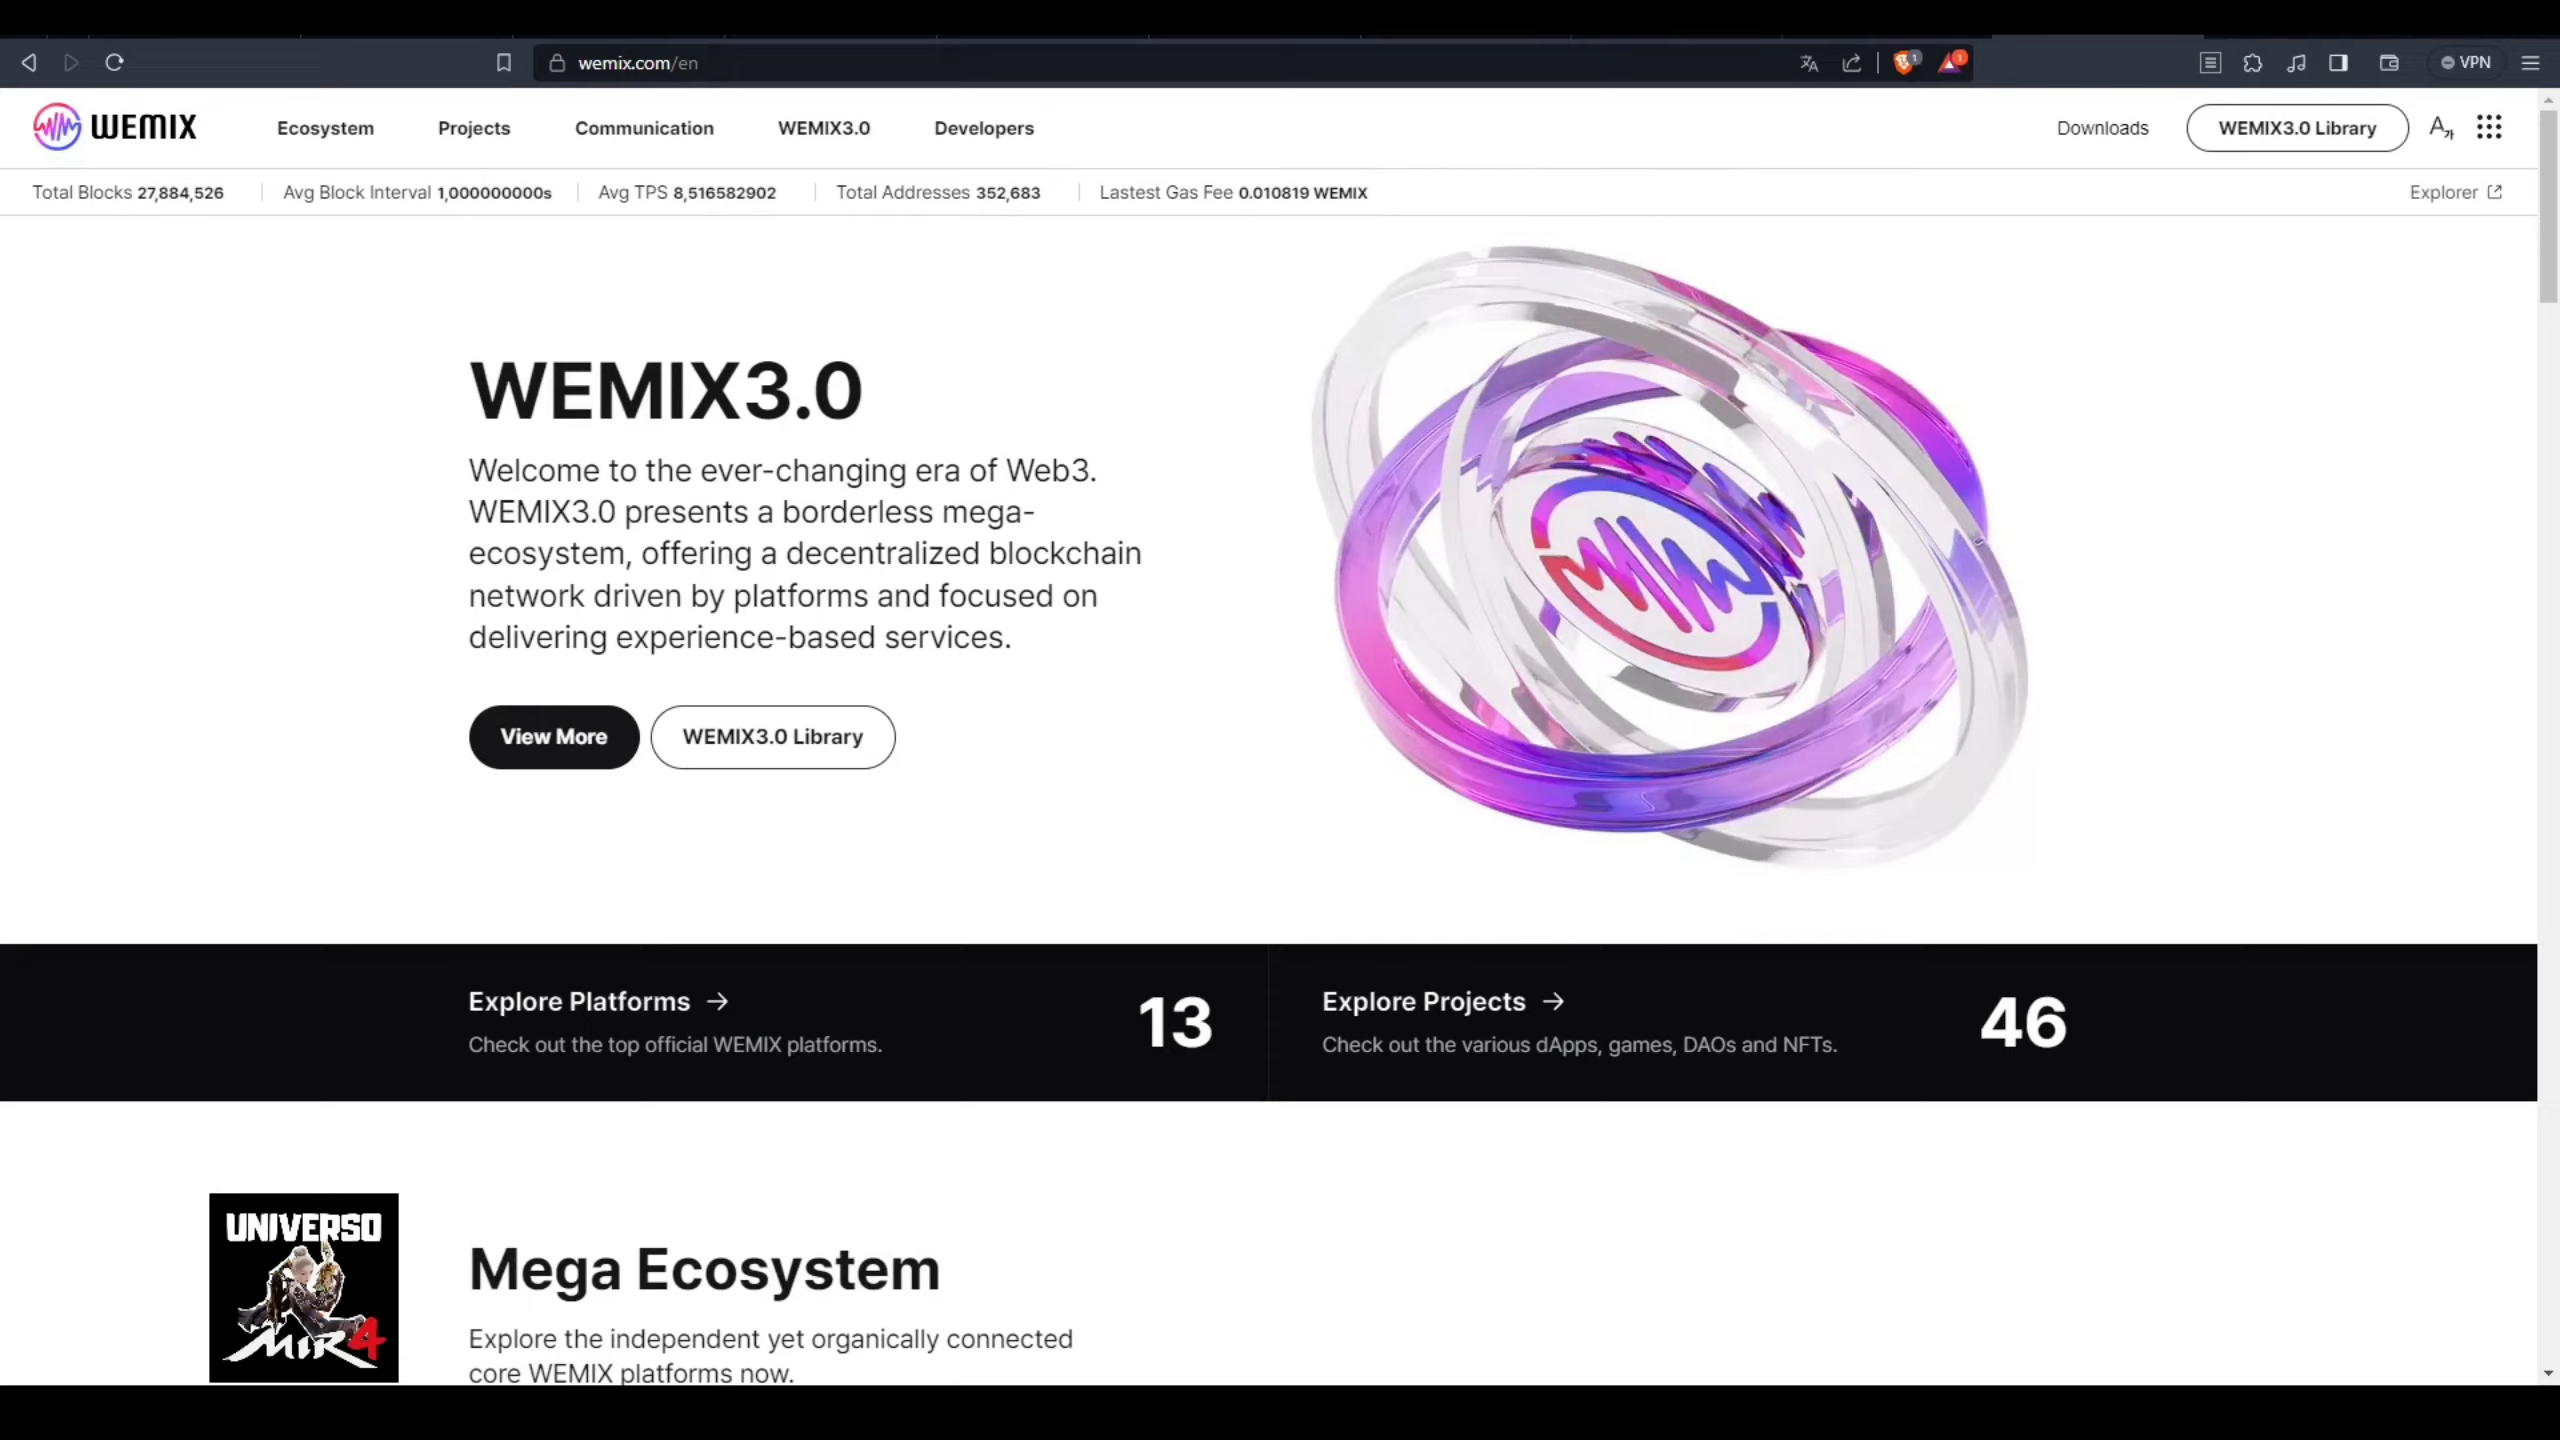 wemix.com/en
1
1
VPN
WEMIX
Ecosystem
Projects
Communication
WEMIX3.0
Developers
Downloads
WEMIX3.0 Library
Total Blocks 27,884,526
Avg Block Interval 1,000000000s
Avg TPS 8,516582902
Total Addresses 352,683
Lastest Gas Fee 0.010819 WEMIX
Explorer
WEMIX3.0
Welcome to the ever-changing era of Web3.
WEMIX3.0 presents a borderless mega-
ecosystem, offering a decentralized blockchain
network driven by platforms and focused on
delivering experience-based services.
View More
WEMIX3.0 Library
Explore Platforms →
Check out the top official WEMIX platforms.
13
Explore Projects →
Check out the various dApps, games, DAOs and NFTs.
46
UNIVERSO
MIR4
Mega Ecosystem
Explore the independent yet organically connected
core WEMIX platforms now.